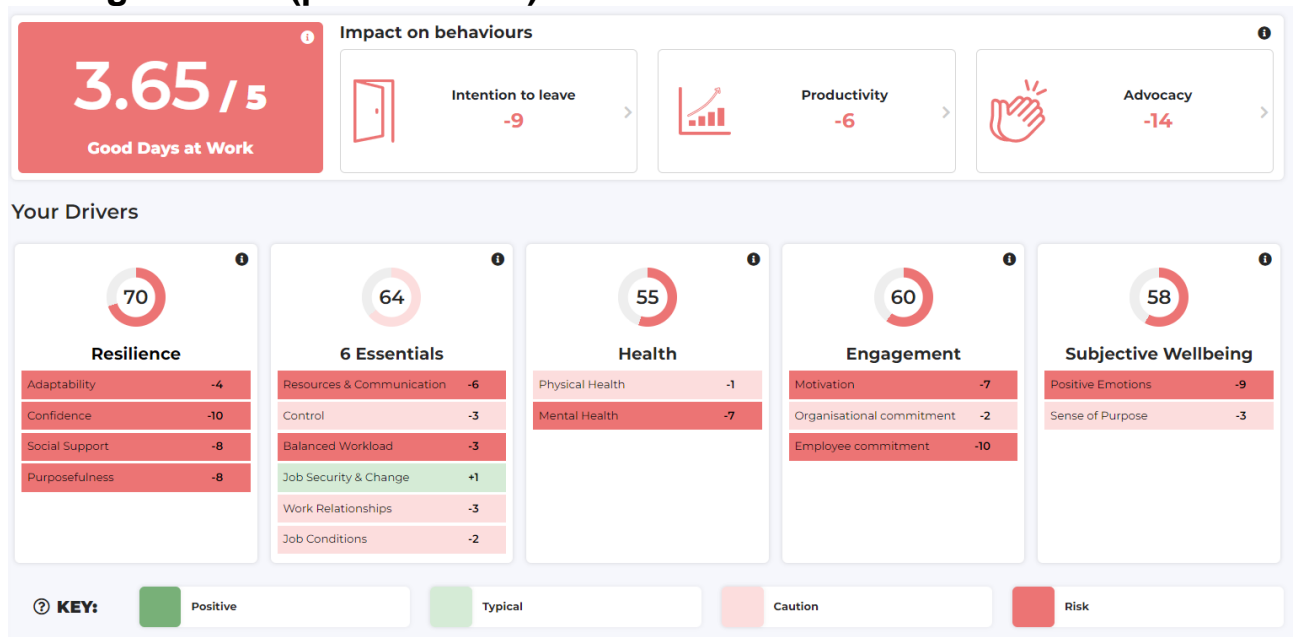 3.65 / 5
Good Days at Work
Impact on behaviours
Intention to leave
-9
Productivity
-6
Advocacy
-14
Your Drivers
70
Resilience
Adaptability -4
Confidence -10
Social Support -8
Purposefulness -8
64
6 Essentials
Resources & Communication -6
Control -3
Balanced Workload -3
Job Security & Change +1
Work Relationships -3
Job Conditions -2
55
Health
Physical Health -1
Mental Health -7
60
Engagement
Motivation -7
Organisational commitment -2
Employee commitment -10
58
Subjective Wellbeing
Positive Emotions -9
Sense of Purpose -3
? KEY:
Positive
Typical
Caution
Risk